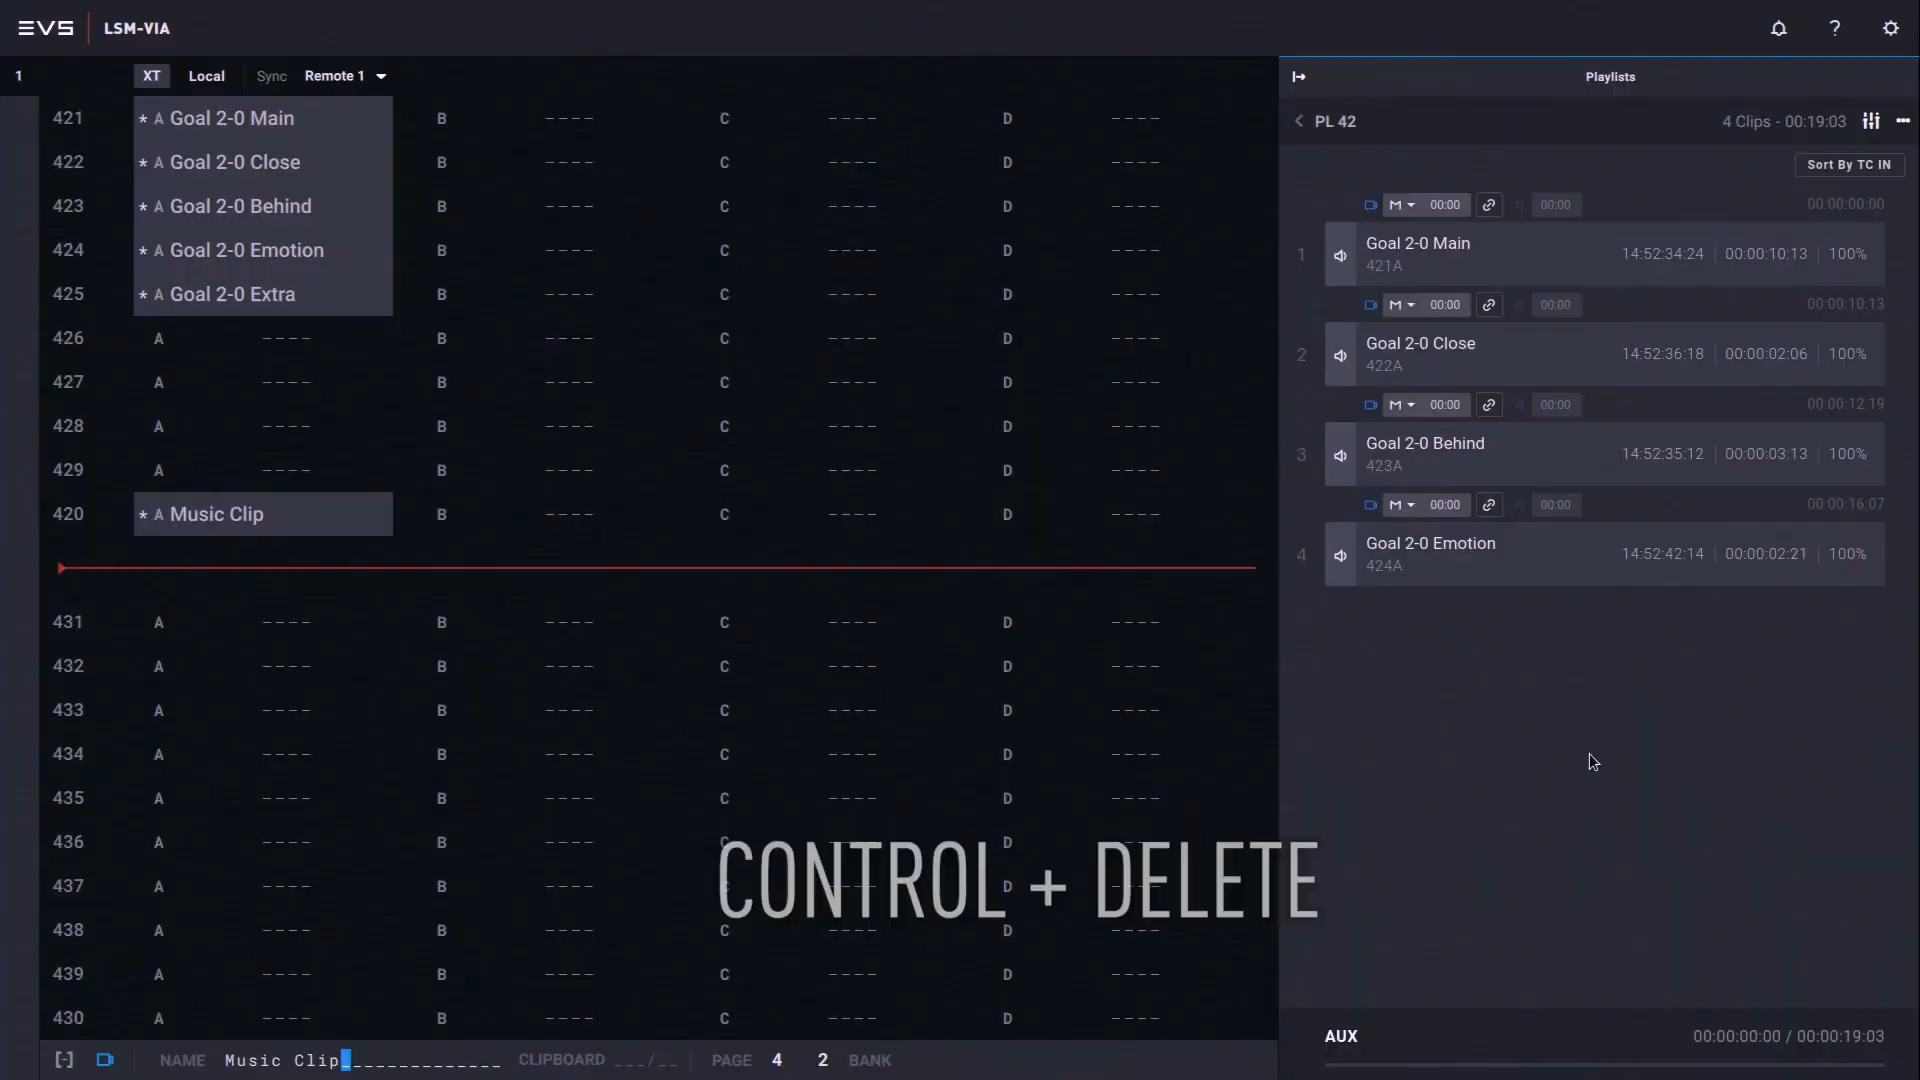 EVS LSM-VIA ?
1 XT Local Sync Remote 1
421 * A Goal 2-0 Main B ---- C ---- D ----
422 * A Goal 2-0 Close B ---- C ---- D ----
423 * A Goal 2-0 Behind B ---- C ---- D ----
424 * A Goal 2-0 Emotion B ---- C ---- D ----
425 * A Goal 2-0 Extra B ---- C ---- D ----
426 A ---- B ---- C ---- D ----
427 A ---- B ---- C ---- D ----
428 A ---- B ---- C ---- D ----
429 A ---- B ---- C ---- D ----
420 * A Music Clip B ---- C ---- D ----
431 A ---- B ---- C ---- D ----
432 A ---- B ---- C ---- D ----
433 A ---- B ---- C ---- D ----
434 A ---- B ---- C ---- D ----
435 A ---- B ---- C ---- D ----
436 A ---- B ---- C ---- D ----
437 A ---- B ---- C ---- D ----
438 A ---- B ---- C ---- D ----
439 A ---- B ---- C ---- D ----
430 A ---- B ---- C ---- D ----
CONTROL + DELETE
[-] NAME Music Clip______________ CLIPBOARD ___/__ PAGE 4 2 BANK
Playlists
PL 42 4 Clips - 00:19:03
Sort By TC IN
M 00:00 00:00 00:00:00:00
1 Goal 2-0 Main 14:52:34:24 00:00:10:13 100%
421A
M 00:00 00:00 00:00:10:13
2 Goal 2-0 Close 14:52:36:18 00:00:02:06 100%
422A
M 00:00 00:00 00:00:12:19
3 Goal 2-0 Behind 14:52:35:12 00:00:03:13 100%
423A
M 00:00 00:00 00:00:16:07
4 Goal 2-0 Emotion 14:52:42:14 00:00:02:21 100%
424A
AUX 00:00:00:00 / 00:00:19:03